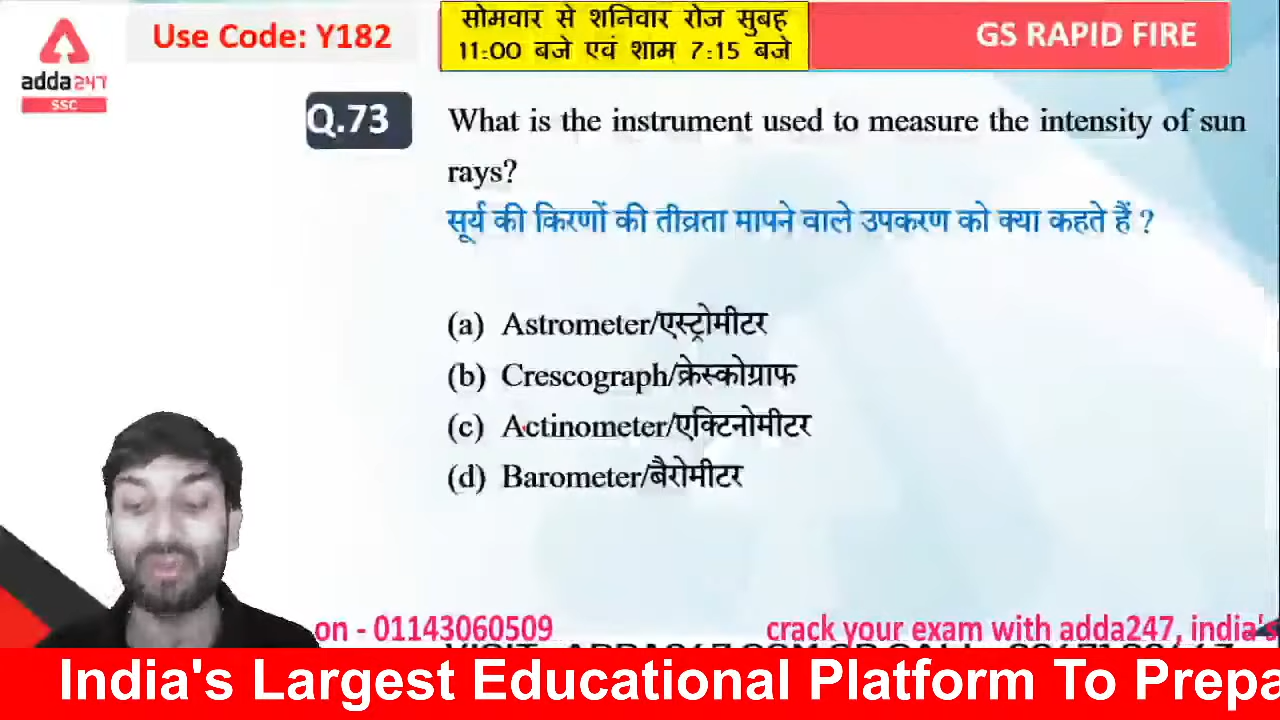 Use Code: Y182
सोमवार से शनिवार रोज सुबह
11:00 बजे एवं शाम 7:15 बजे
GS RAPID FIRE
adda247
SSC
Q.73
What is the instrument used to measure the intensity of sun
rays?
सूर्य की किरणों की तीव्रता मापने वाले उपकरण को क्या कहते हैं ?
(a) Astrometer/एस्ट्रोमीटर
(b) Crescograph/क्रेस्कोग्राफ
(c) Actinometer/एक्टिनोमीटर
(d) Barometer/बैरोमीटर
on - 01143060509 crack your exam with adda247, india's
India's Largest Educational Platform To Prepa